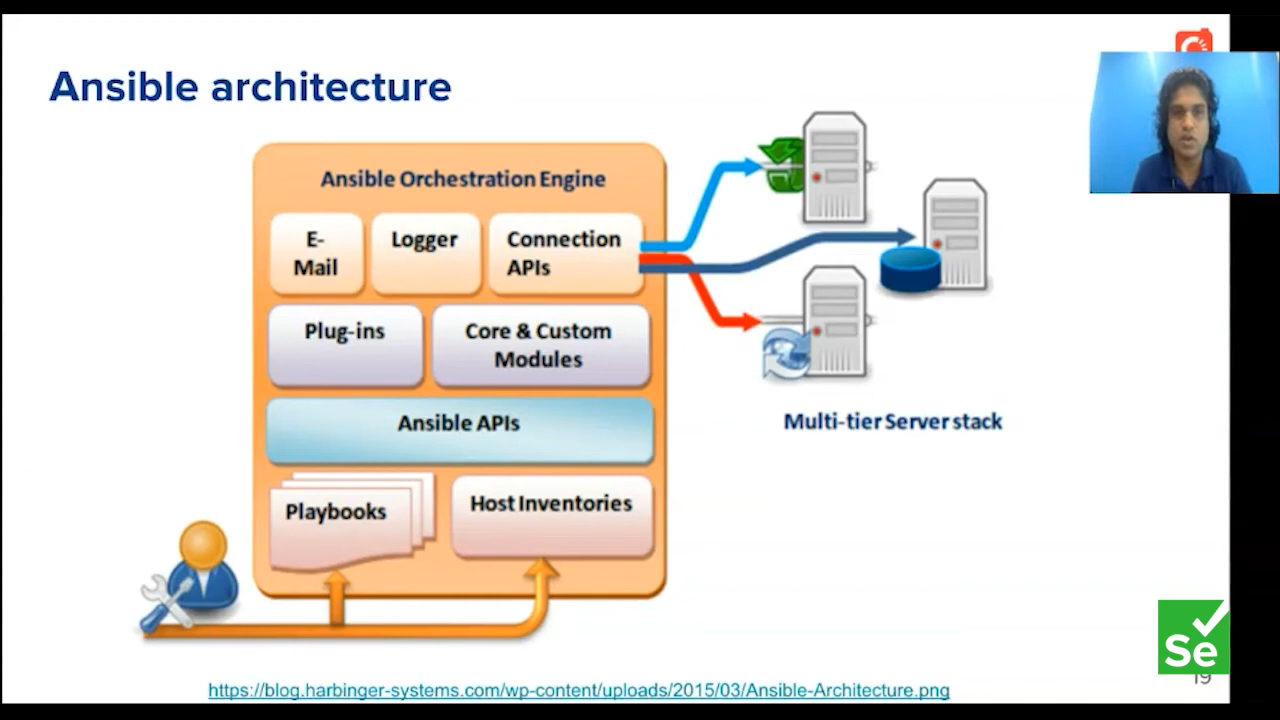 Ansible architecture
Ansible Orchestration Engine
E-
Mail
Logger
Connection
APIs
Plug-ins
Core & Custom
Modules
Ansible APIs
Playbooks
Host Inventories
Multi-tier Server stack
https://blog.harbinger-systems.com/wp-content/uploads/2015/03/Ansible-Architecture.png
Se
19